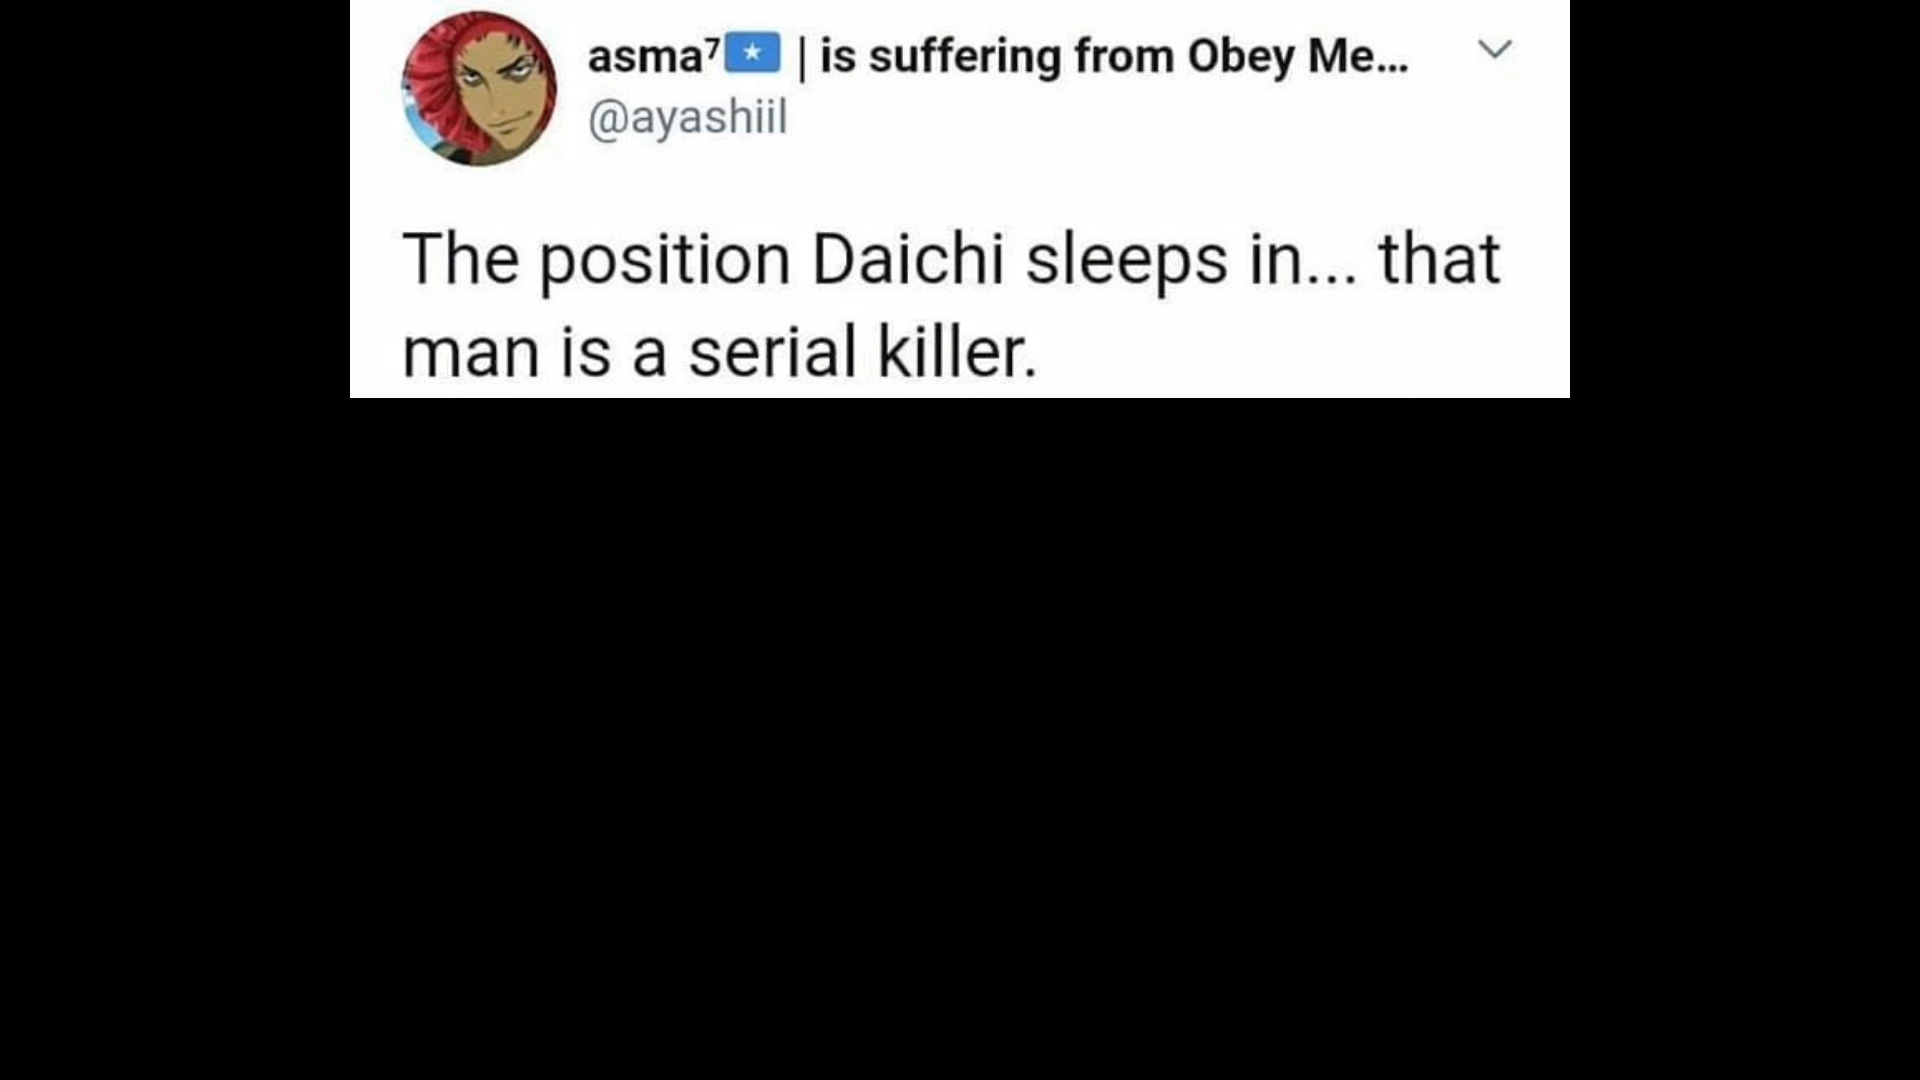 asma⁷🇸🇴 | is suffering from Obey Me...
@ayashiil
The position Daichi sleeps in... that
man is a serial killer.